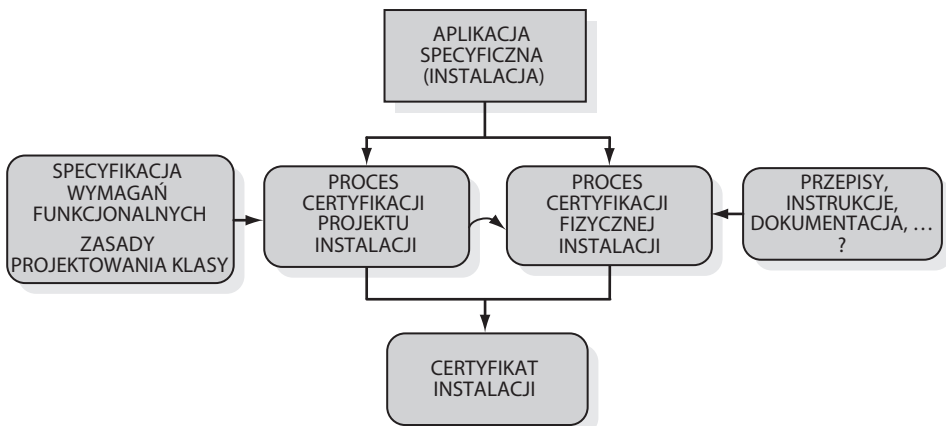 APLIKACJA
SPECYFICZNA
(INSTALACJA)
SPECYFIKACJA
WYMAGAŃ
FUNKCJONALNYCH
ZASADY
PROJEKTOWANIA KLASY
PROCES
CERTYFIKACJI
PROJEKTU
INSTALACJI
PROCES
CERTYFIKACJI
FIZYCZNEJ
INSTALACJI
PRZEPISY,
INSTRUKCJE,
DOKUMENTACJA, ...
?
CERTYFIKAT
INSTALACJI